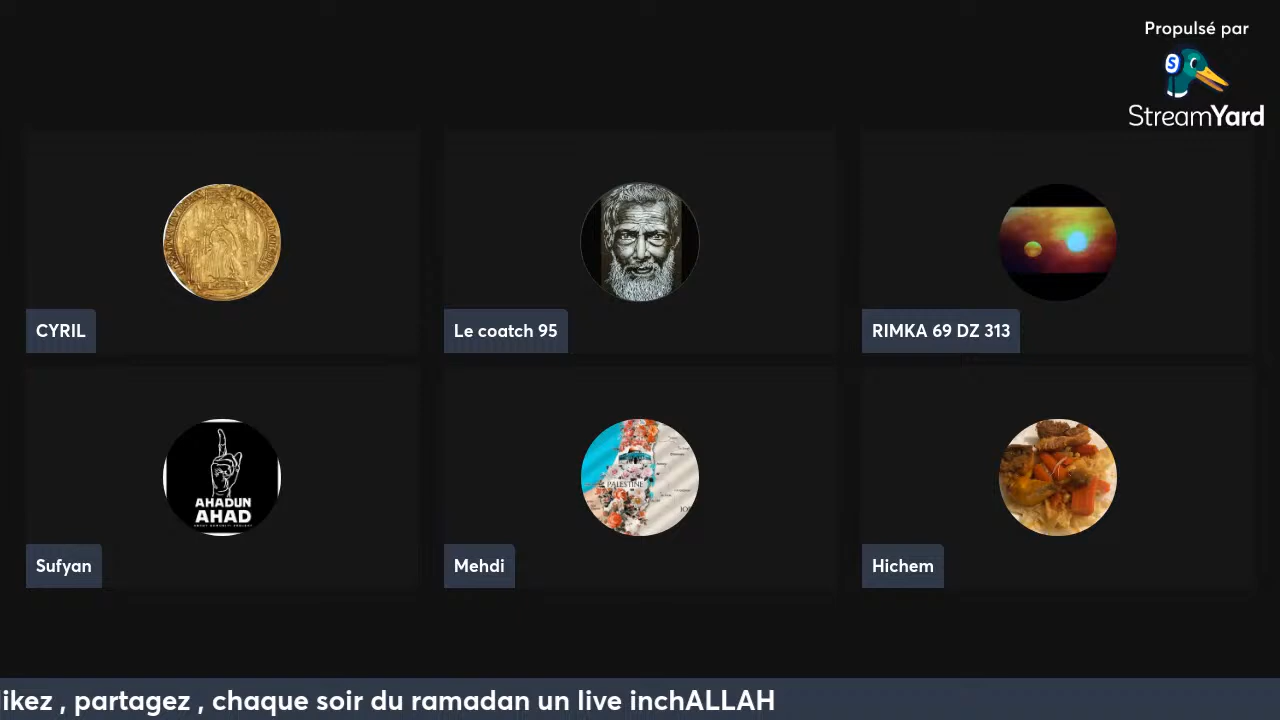 Propulsé par
StreamYard
CYRIL
Le coatch 95
RIMKA 69 DZ 313
AHADUN
AHAD
Sufyan
PALESTINE
Mehdi
Hichem
likez , partagez , chaque soir du ramadan un live inchALLAH